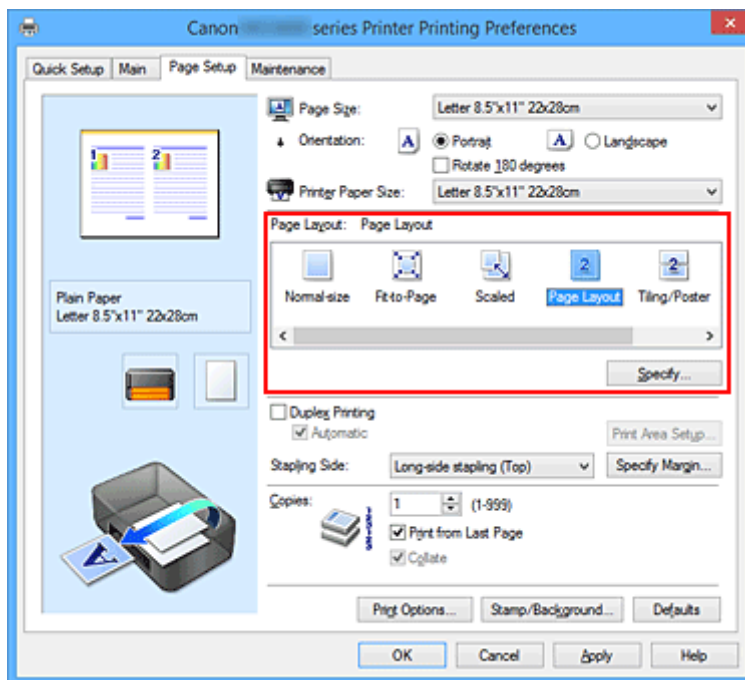 Canon series Printer Printing Preferences
Quick Setup Main Page Setup Maintenance
1 2
Plain Paper
Letter 8.5"x11" 22x28cm
Page Size: Letter 8.5"x11" 22x28cm
Orientation: A Portrait A Landscape
Rotate 180 degrees
Printer Paper Size: Letter 8.5"x11" 22x28cm
Page Layout: Page Layout
2 2
Normal-size Fit-to-Page Scaled Page Layout Tiling/Poster
Specify...
Duplex Printing
Automatic
Print Area Setup...
Stapling Side: Long-side stapling (Top) Specify Margin...
Copies: 1 (1-999)
Print from Last Page
Collate
A
Print Options... Stamp/Background... Defaults
OK Cancel Apply Help